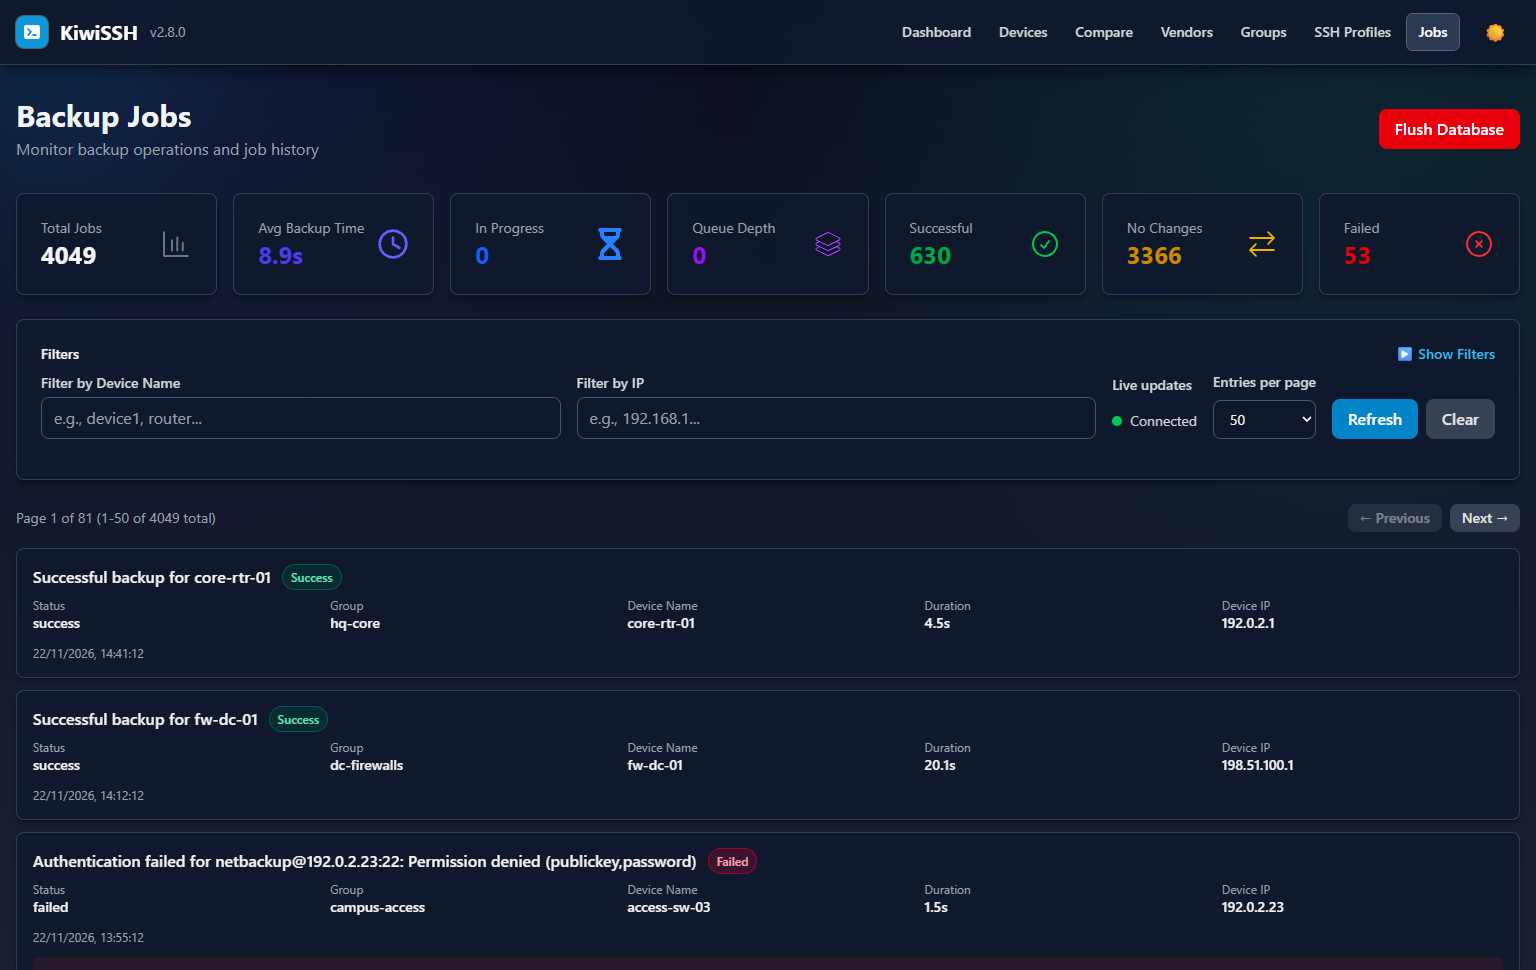 KiwiSSH v2.8.0
Dashboard Devices Compare Vendors Groups SSH Profiles Jobs
Backup Jobs
Monitor backup operations and job history
Flush Database
Total Jobs
4049
Avg Backup Time
8.9s
In Progress
0
Queue Depth
0
Successful
630
No Changes
3366
Failed
53
Filters
Show Filters
Filter by Device Name
e.g., device1, router...
Filter by IP
e.g., 192.168.1...
Live updates
Connected
Entries per page
50
Refresh
Clear
Page 1 of 81 (1-50 of 4049 total)
← Previous
Next →
Successful backup for core-rtr-01 Success
Status Group Device Name Duration Device IP
success hq-core core-rtr-01 4.5s 192.0.2.1
22/11/2026, 14:41:12
Successful backup for fw-dc-01 Success
Status Group Device Name Duration Device IP
success dc-firewalls fw-dc-01 20.1s 198.51.100.1
22/11/2026, 14:12:12
Authentication failed for netbackup@192.0.2.23:22: Permission denied (publickey,password) Failed
Status Group Device Name Duration Device IP
failed campus-access access-sw-03 1.5s 192.0.2.23
22/11/2026, 13:55:12